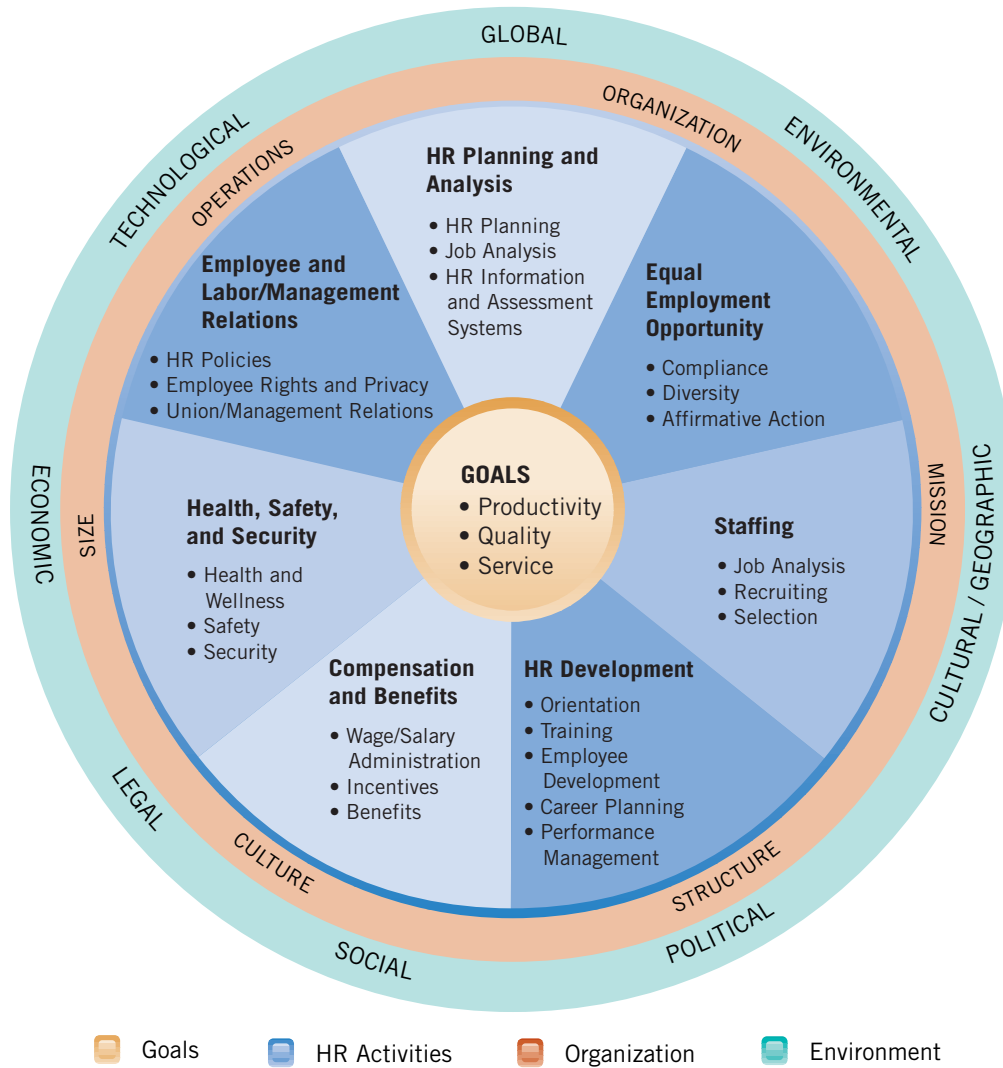 GLOBAL
ENVIRONMENTAL
CULTURAL / GEOGRAPHIC
POLITICAL
SOCIAL
LEGAL
ECONOMIC
TECHNOLOGICAL
ORGANIZATION
MISSION
STRUCTURE
CULTURE
SIZE
OPERATIONS
HR Planning and
Analysis
• HR Planning
• Job Analysis
• HR Information
and Assessment
Systems
Equal
Employment
Opportunity
• Compliance
• Diversity
• Affirmative Action
Staffing
• Job Analysis
• Recruiting
• Selection
HR Development
• Orientation
• Training
• Employee
Development
• Career Planning
• Performance
Management
Compensation
and Benefits
• Wage/Salary
Administration
• Incentives
• Benefits
Health, Safety,
and Security
• Health and
Wellness
• Safety
• Security
Employee and
Labor/Management
Relations
• HR Policies
• Employee Rights and Privacy
• Union/Management Relations
GOALS
• Productivity
• Quality
• Service
Goals
HR Activities
Organization
Environment